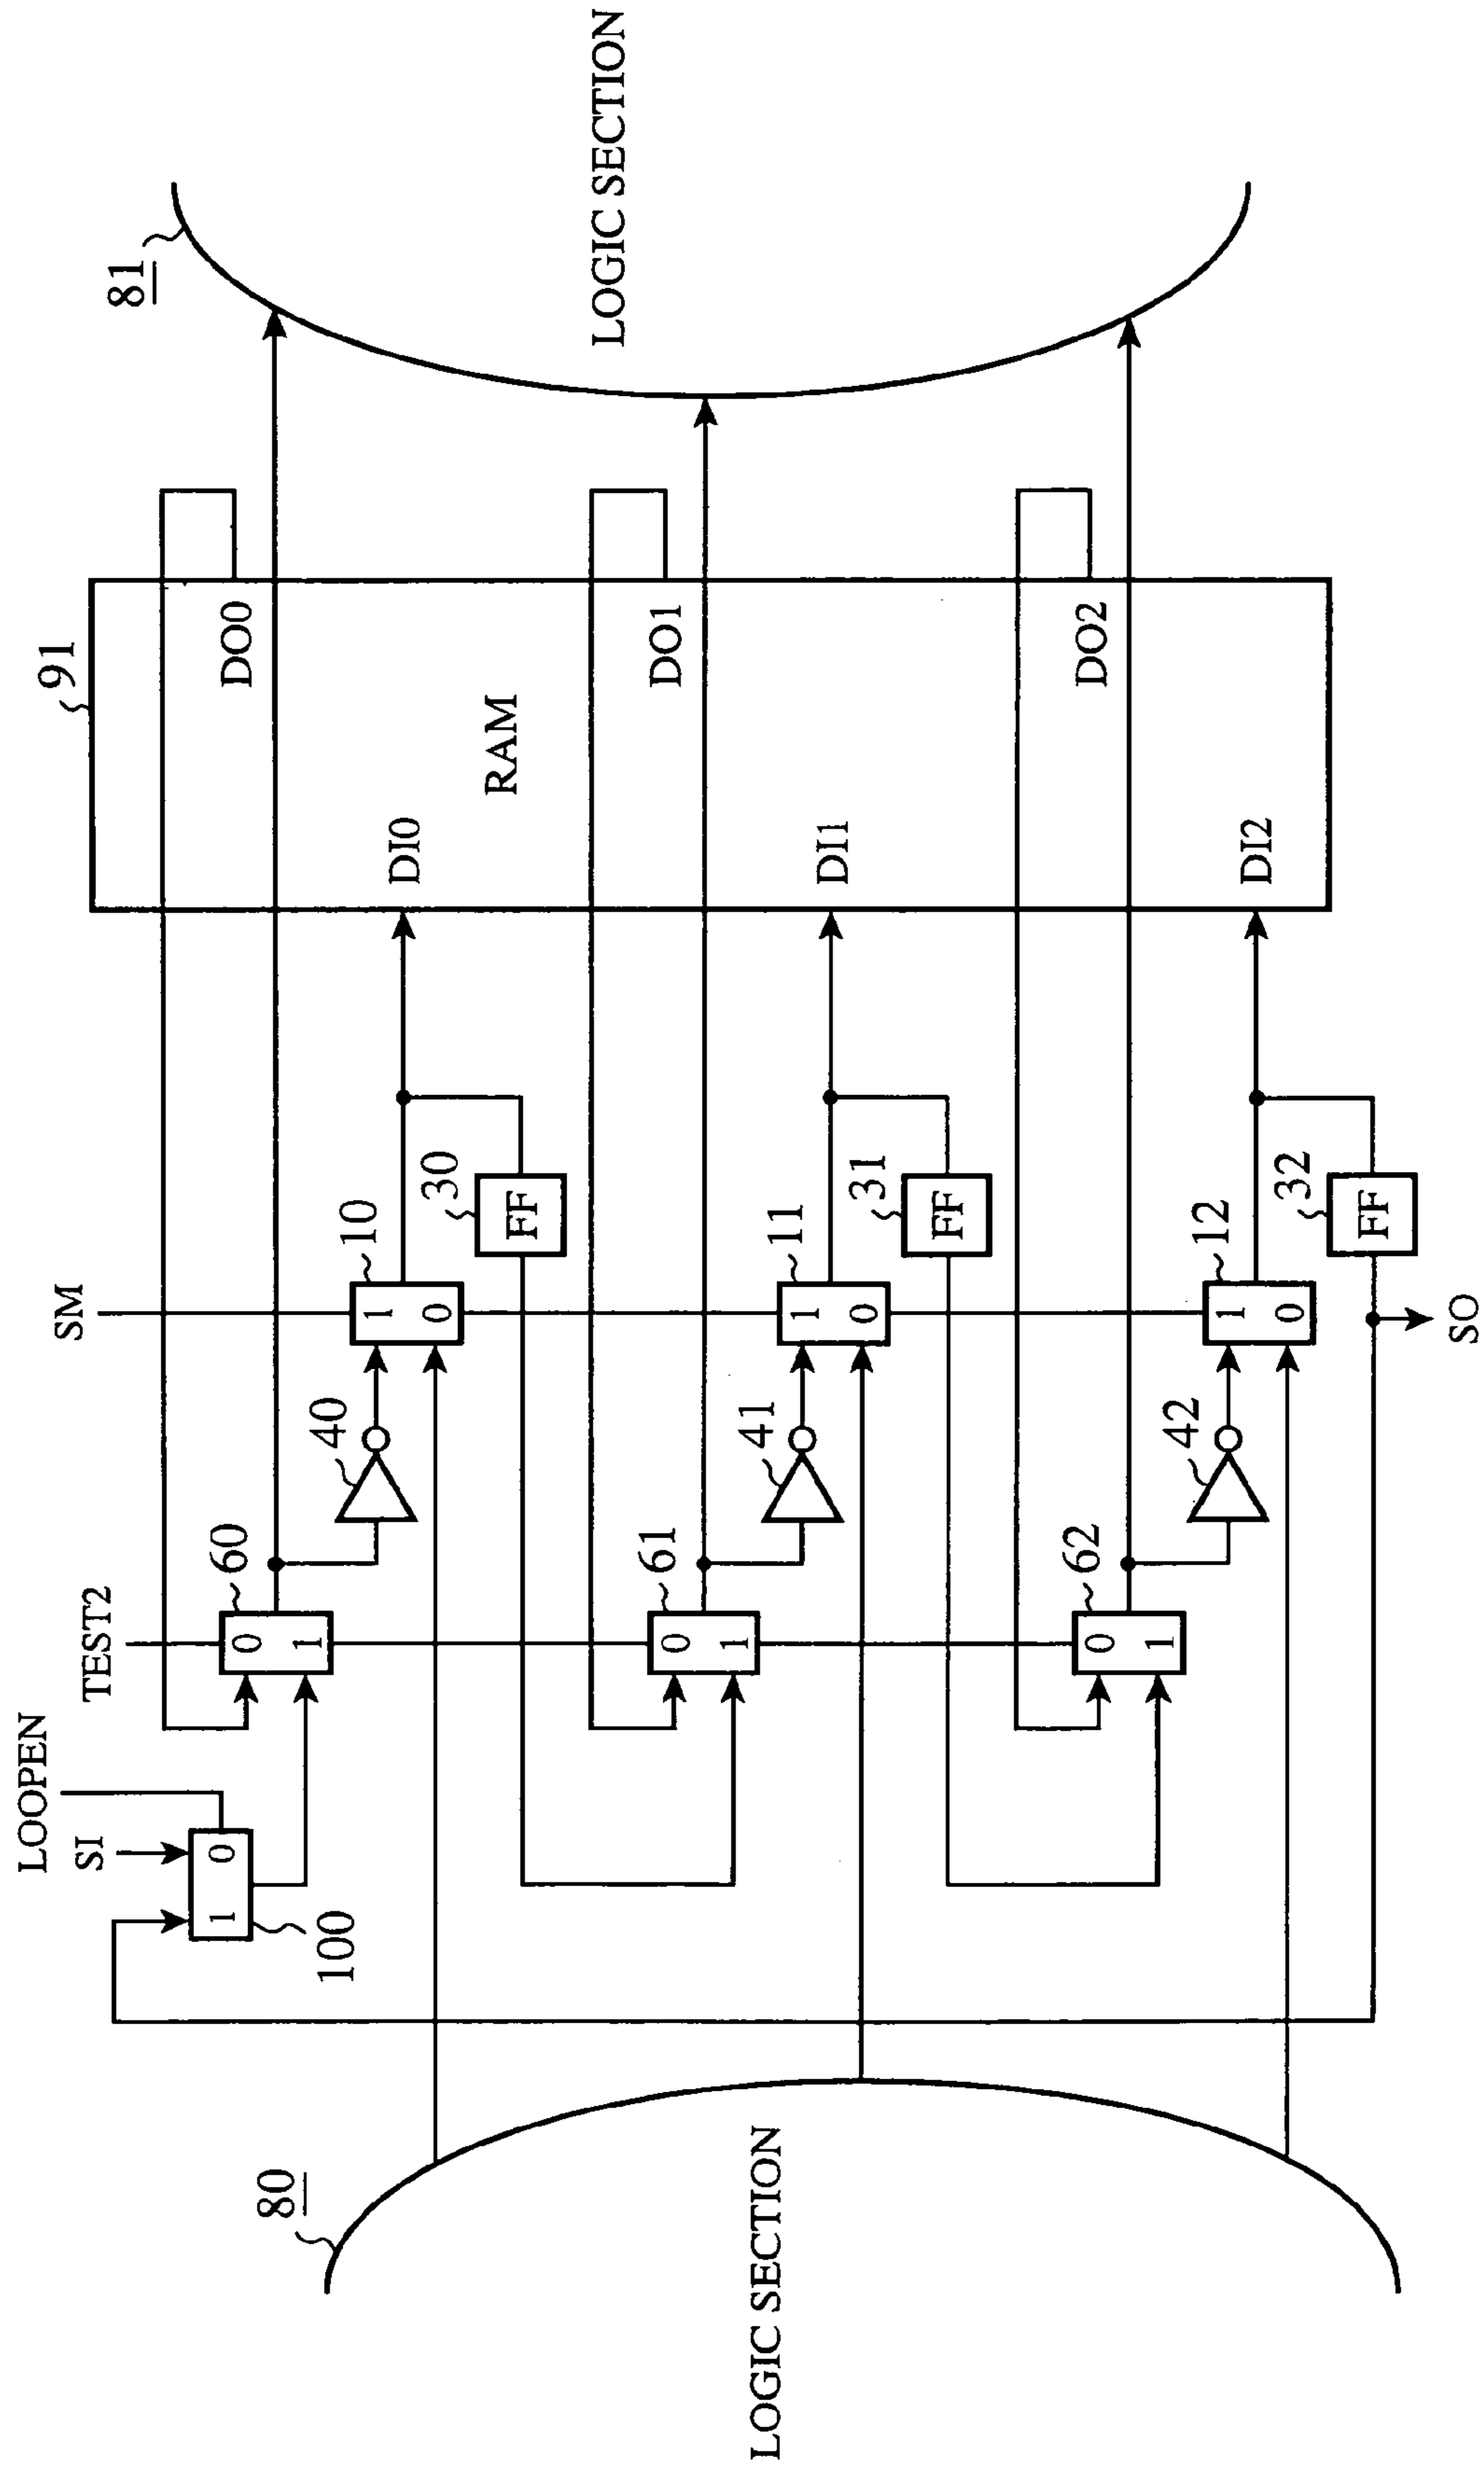 LOOPEN
SI
1 0
100
TEST2
SM
60
0
1
40
10
1
0
30
FF
61
0
1
41
11
1
0
31
FF
62
0
1
42
12
1
0
32
FF
SO
91
RAM
DI0
DO0
DI1
DO1
DI2
DO2
80
LOGIC SECTION
81
LOGIC SECTION